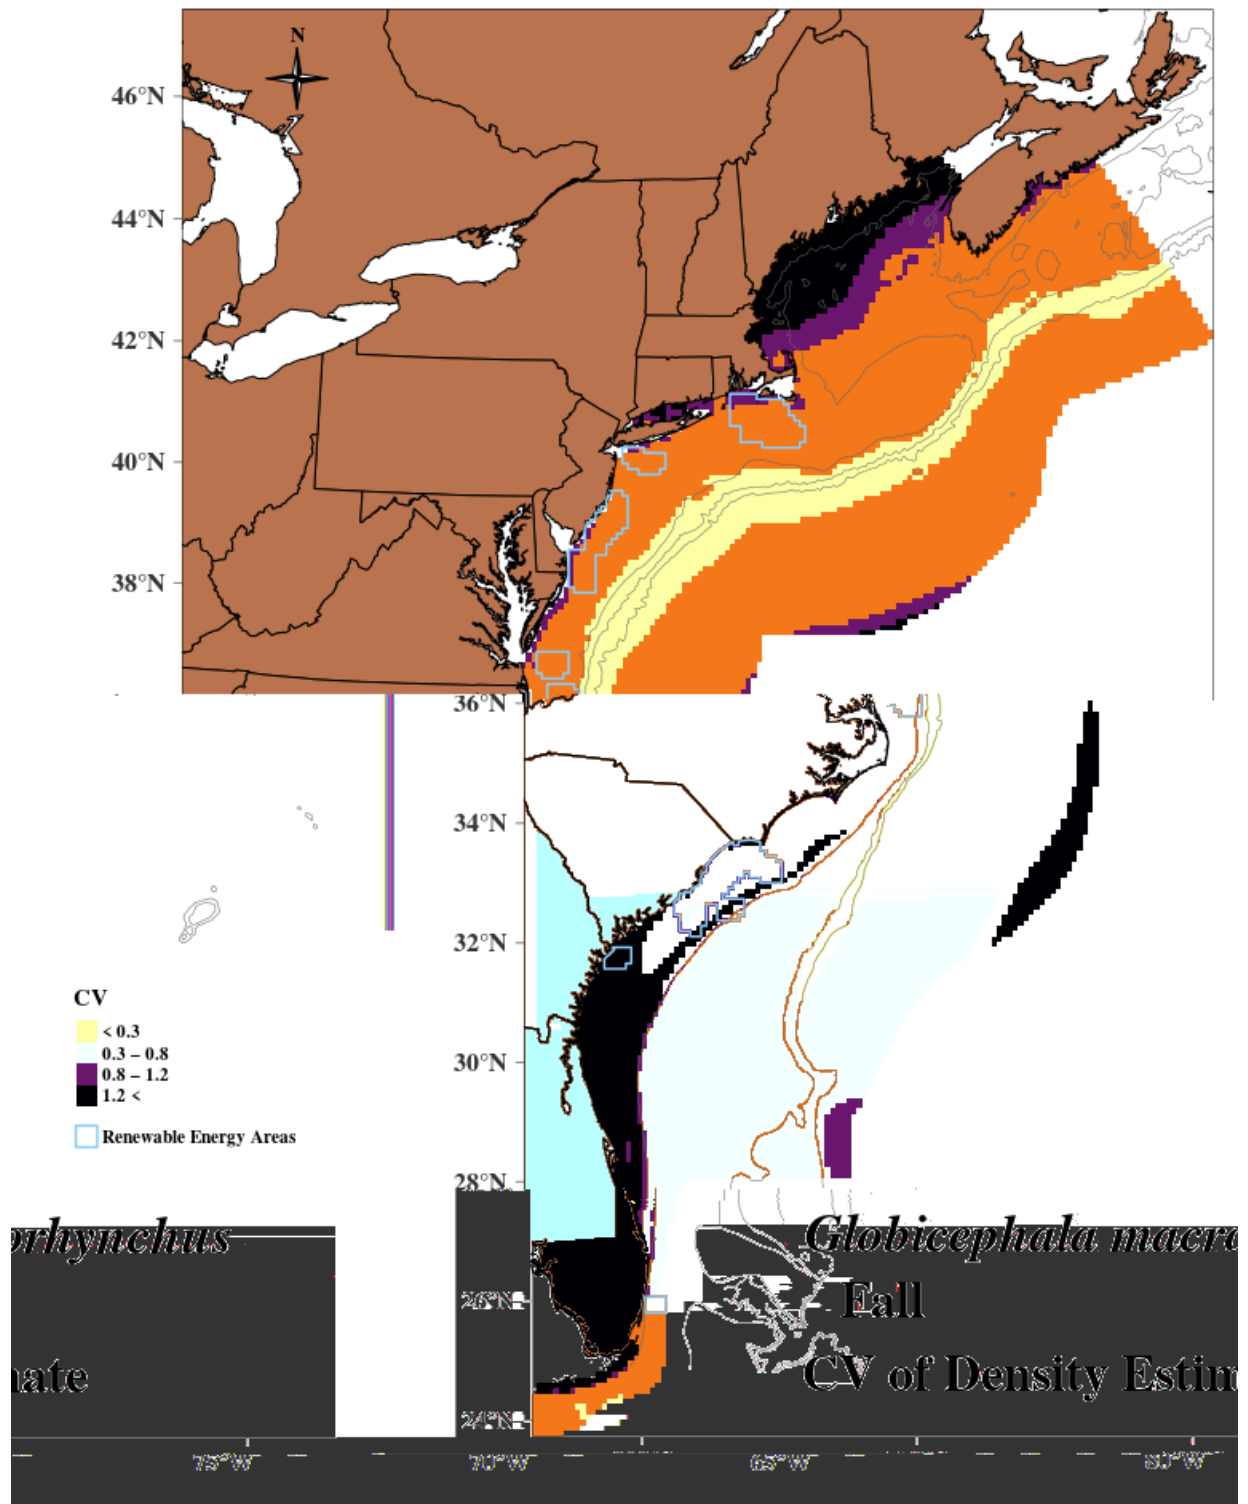 N
46°N
44°N
42°N
40°N
38°N
36°N
34°N
32°N
CV
< 0.3
0.3 – 0.8
0.8 – 1.2
1.2 <
Renewable Energy Areas
30°N
28°N
orhynchus
Globicephala macro
26°N
Fall
nate
CV of Density Estim
24°N
75°W
70°W
65°W
80°W